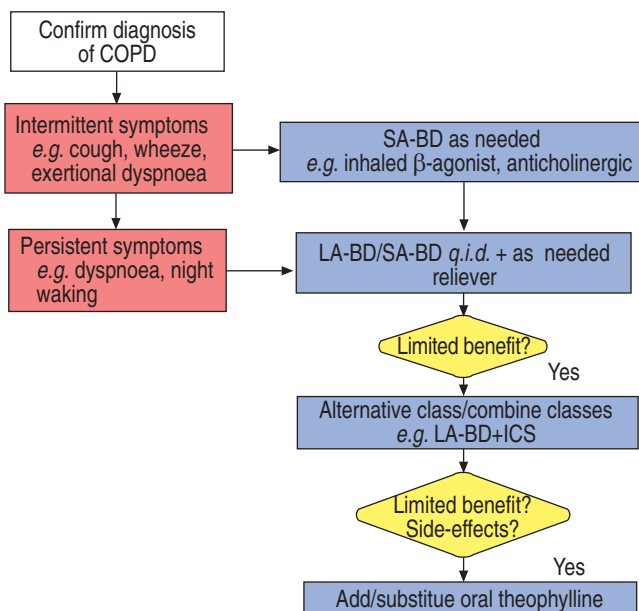 Confirm diagnosis
of COPD
Intermittent symptoms
e.g. cough, wheeze,
exertional dyspnoea
SA-BD as needed
e.g. inhaled β-agonist, anticholinergic
Persistent symptoms
e.g. dyspnoea, night
waking
LA-BD/SA-BD q.i.d. + as needed
reliever
Limited benefit?
Yes
Alternative class/combine classes
e.g. LA-BD+ICS
Limited benefit?
Side-effects?
Yes
Add/substitue oral theophylline